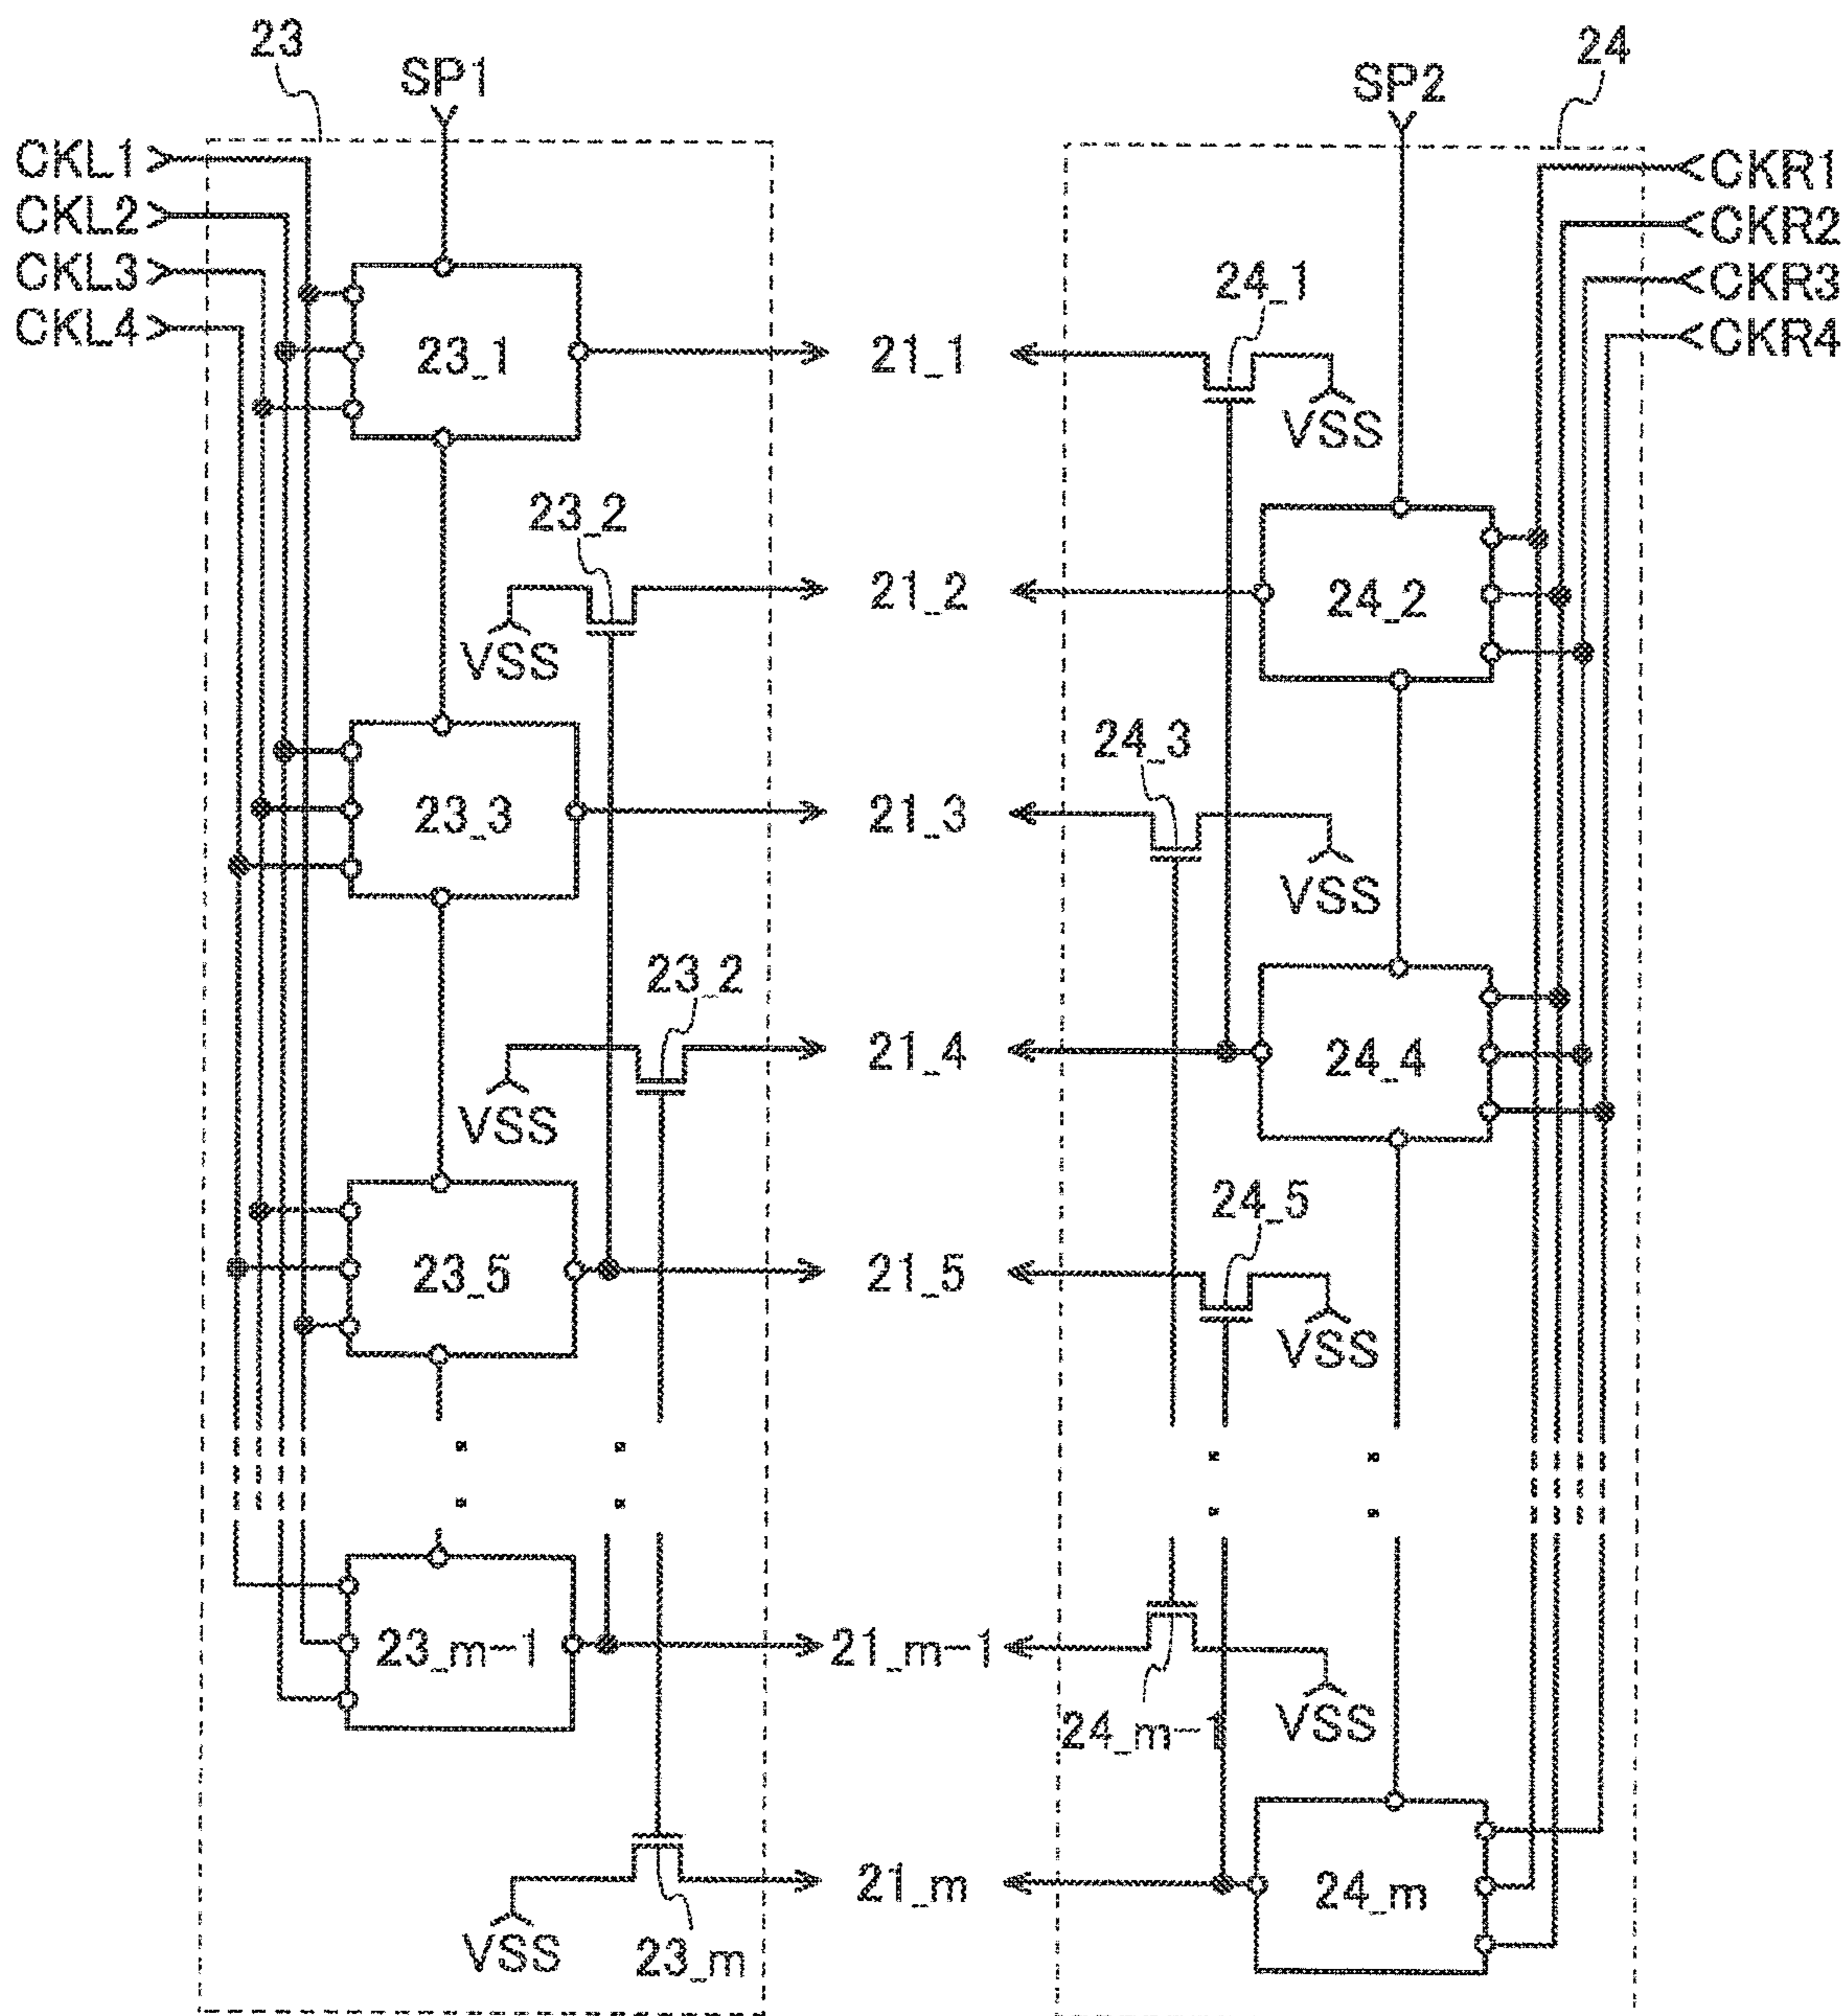 23
24
SP1
SP2
CKL1
CKR1
CKL2
CKR2
CKL3
24_1
CKR3
CKL4
CKR4
23_1
21_1
VSS
23_2
21_2
24_2
VSS
24_3
23_3
21_3
VSS
23_2
21_4
24_4
VSS
24_5
23_5
21_5
VSS
23_m-1
21_m-1
24_m-1
VSS
21_m
24_m
VSS
23_m